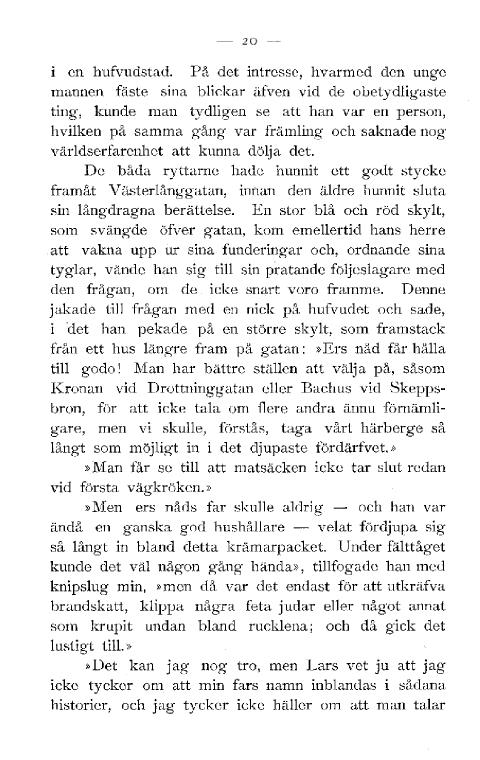 — 20 —
i en hufvudstad. På det intresse, hvarmed den unge
mannen fäste sina blickar äfven vid de obetydligaste
ting, kunde man tydligen se att han var en person,
hvilken på samma gång var främling och saknade nog
världserfarenhet att kunna dölja det.
De båda ryttarne hade hunnit ett godt stycke
framåt Västerlånggatan, innan den äldre hunnit sluta
sin långdragna berättelse. En stor blå och röd skylt,
som svängde öfver gatan, kom emellertid hans herre
att vakna upp ur sina funderingar och, ordnande sina
tyglar, vände han sig till sin pratande följeslagare med
den frågan, om de icke snart voro framme. Denne
jakade till frågan med en nick på hufvudet och sade,
i det han pekade på en större skylt, som framstack
från ett hus längre fram på gatan: »Ers nåd får hålla
till godo! Man har bättre ställen att välja på, såsom
Kronan vid Drottninggatan eller Bachus vid Skepps-
bron, för att icke tala om flere andra ännu förnämli-
gare, men vi skulle, förstås, taga vårt härberge så
långt som möjligt in i det djupaste fördärfvet.»
»Man får se till att matsäcken icke tar slut redan
vid första vägkröken.»
»Men ers nåds far skulle aldrig — och han var
ändå en ganska god hushållare — velat fördjupa sig
så långt in bland detta krämarpacket. Under fälttåget
kunde det väl någon gång hända», tillfogade han med
knipslug min, »men då var det endast för att utkräfva
brandskatt, klippa några feta judar eller något annat
som krupit undan bland rucklena; och då gick det
lustigt till.»
»Det kan jag nog tro, men Lars vet ju att jag
icke tycker om att min fars namn inblandas i sådana
historier, och jag tycker icke häller om att man talar